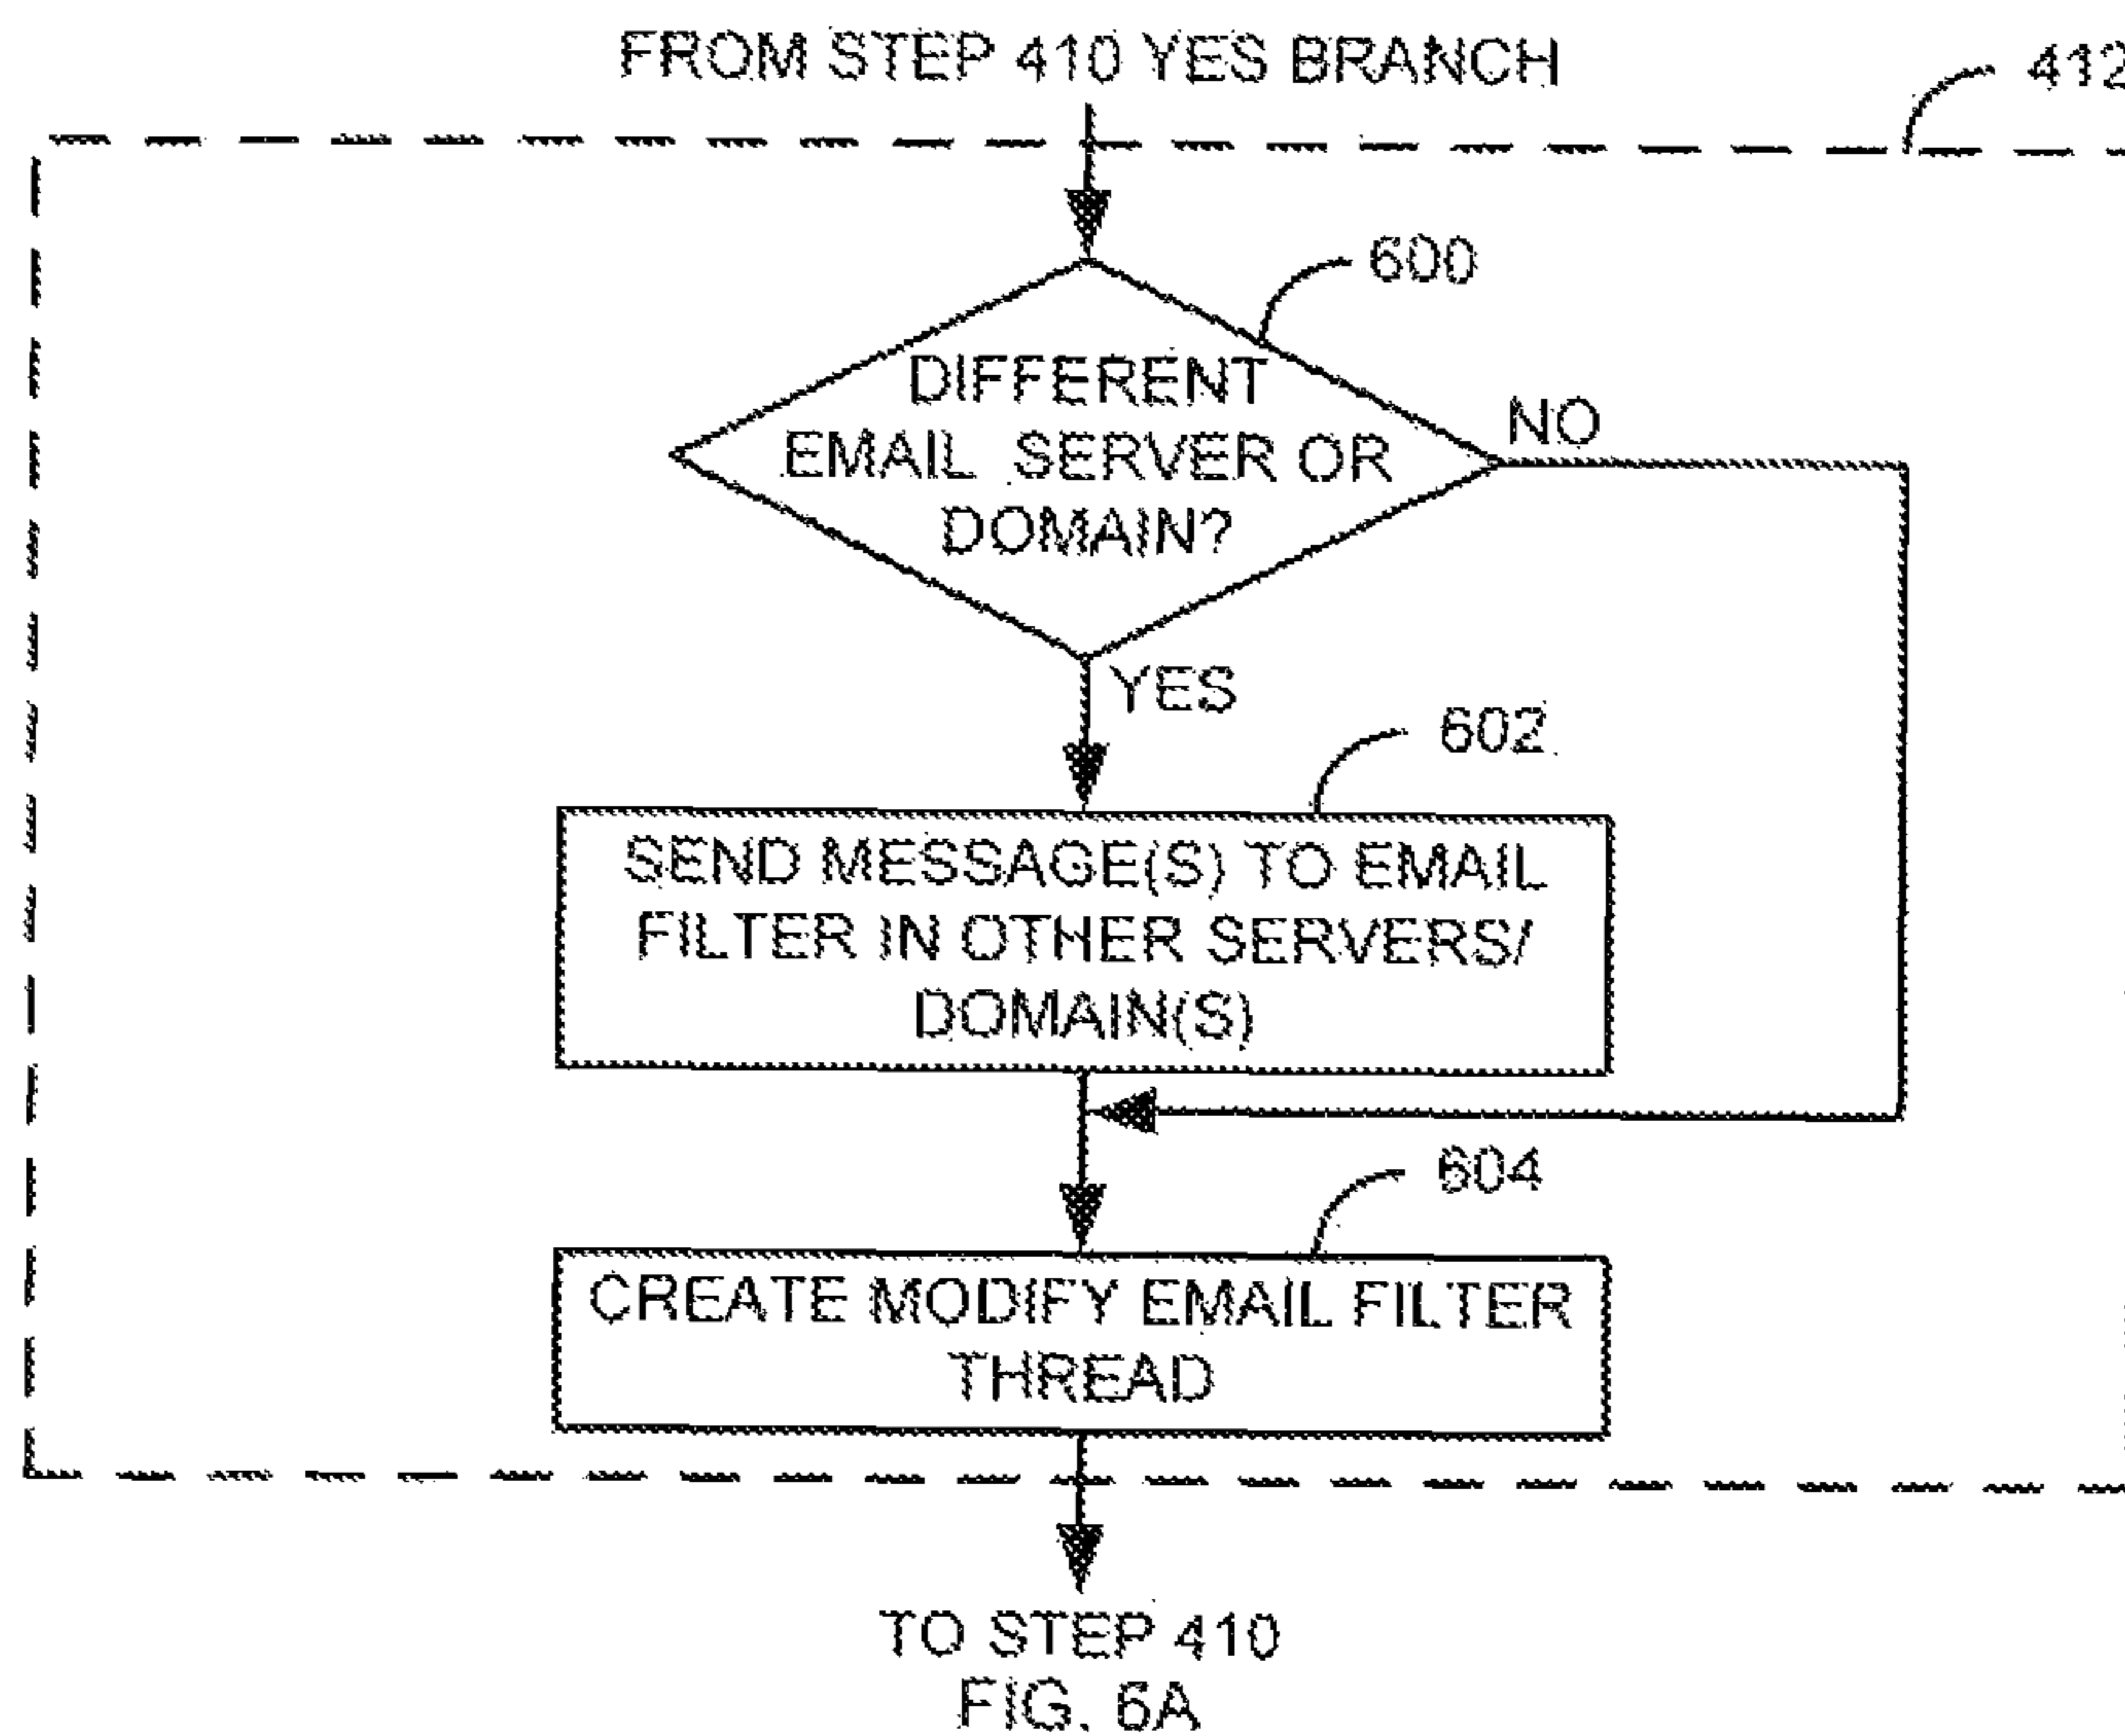 FROM STEP 410 YES BRANCH
412
600
DIFFERENT
EMAIL SERVER OR
DOMAIN?
NO
YES
602
SEND MESSAGE(S) TO EMAIL
FILTER IN OTHER SERVERS/
DOMAIN(S)
604
CREATE MODIFY EMAIL FILTER
THREAD
TO STEP 410
FIG. 6A